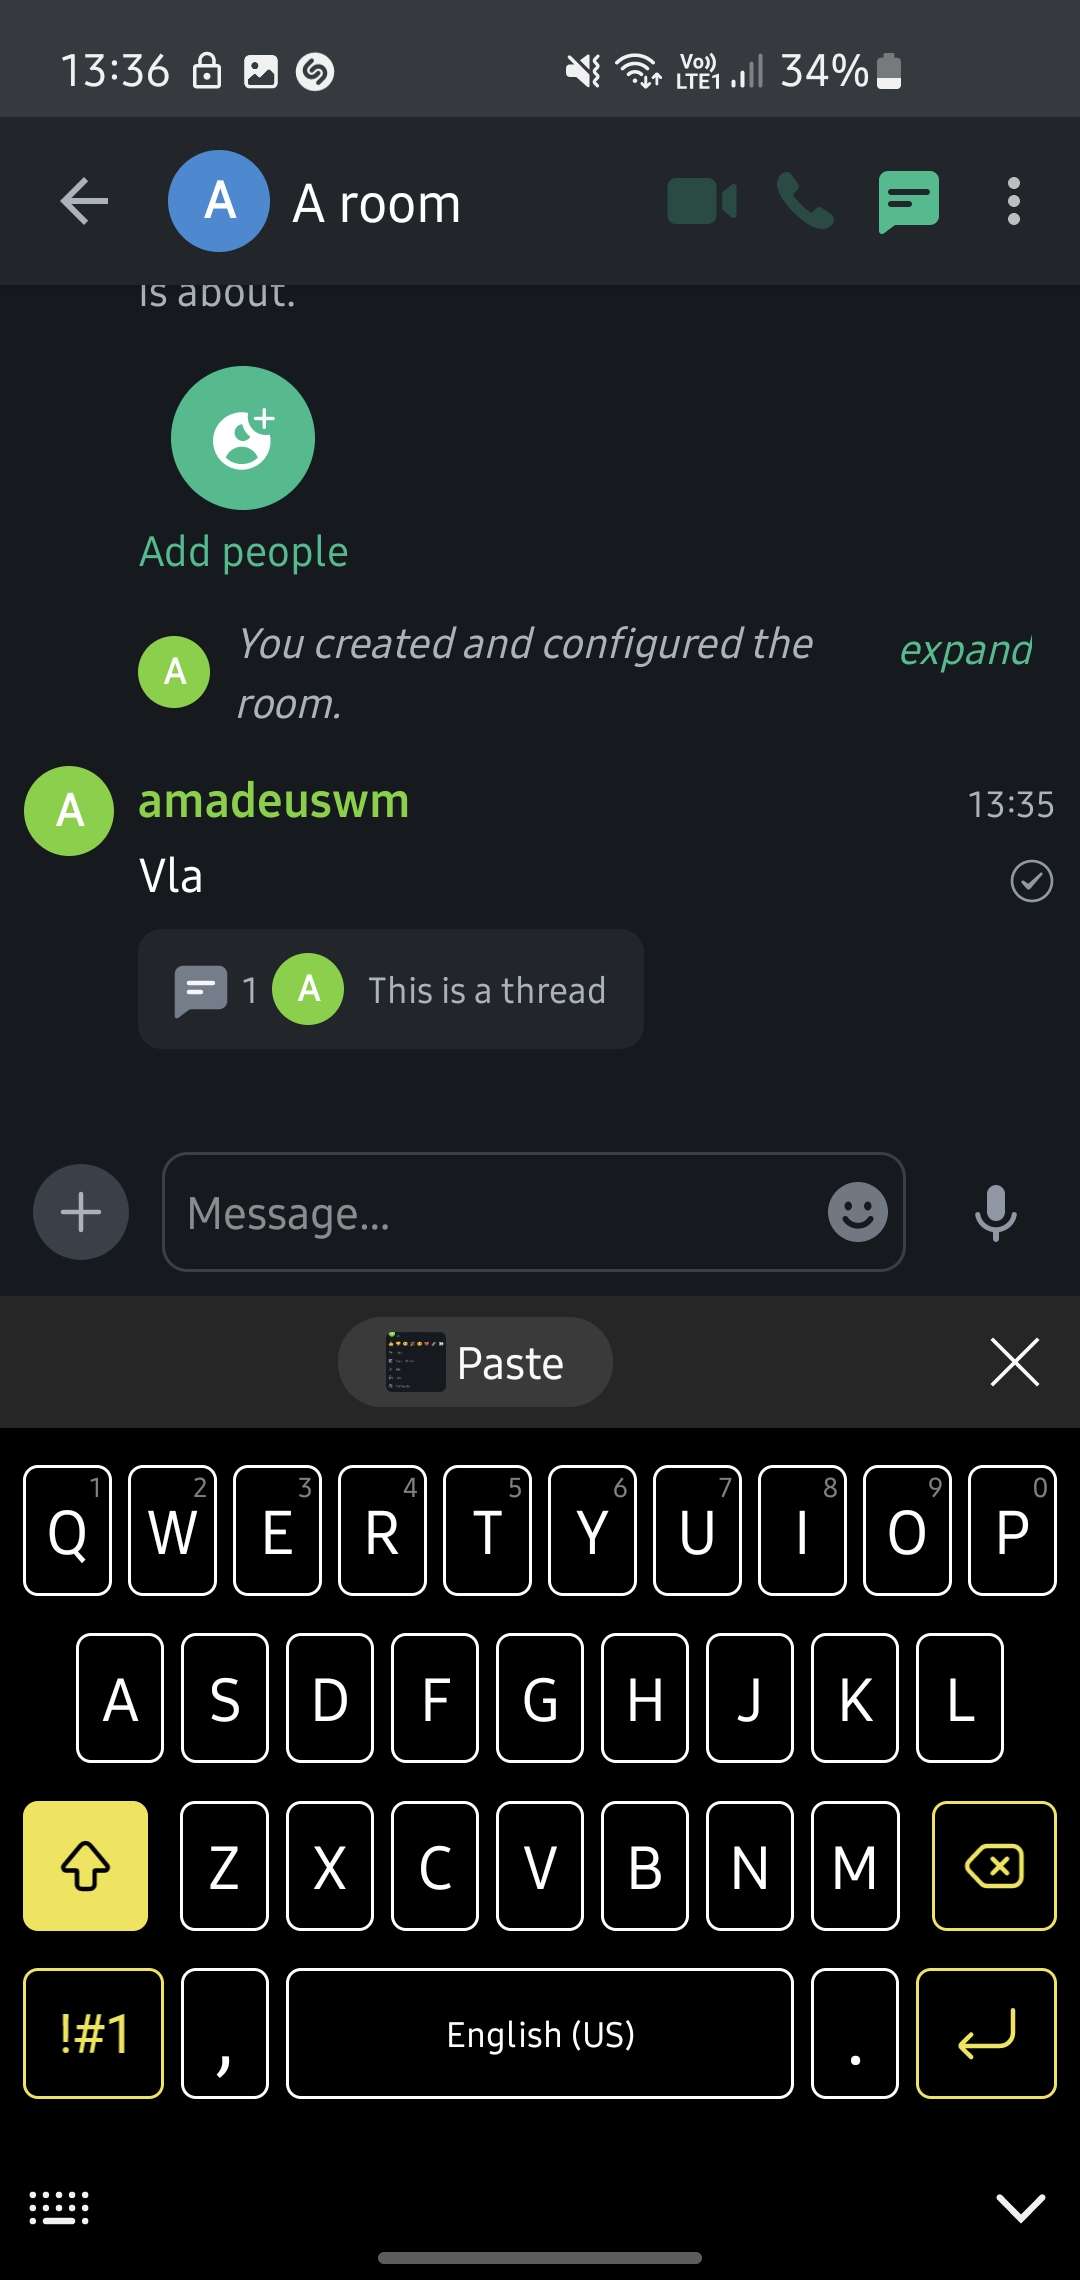 13:36 Vo)) LTE1 34%
A A room
is about.
Add people
A You created and configured the expand
room.
A amadeuswm 13:35
Vla
1 A This is a thread
Message...
Paste
1 2 3 4 5 6 7 8 9 0
Q W E R T Y U I O P
A S D F G H J K L
Z X C V B N M
!#1 , English (US) .